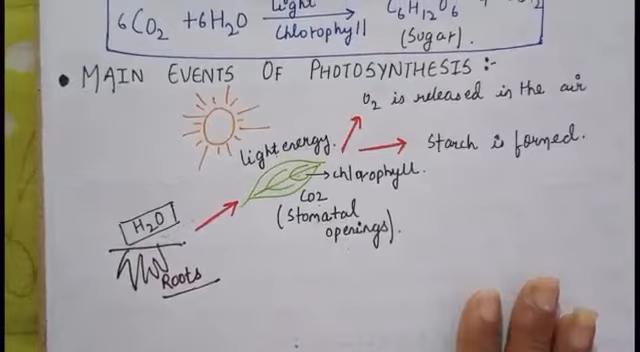 6CO₂ + 6H₂O Light Chlorophyll C₆H₁₂O₆
(Sugar).
• MAIN EVENTS OF PHOTOSYNTHESIS :-
O₂ is released in the air
light energy.
Starch is formed.
chlorophyll.
CO2
(Stomatal
openings).
H₂O
Roots